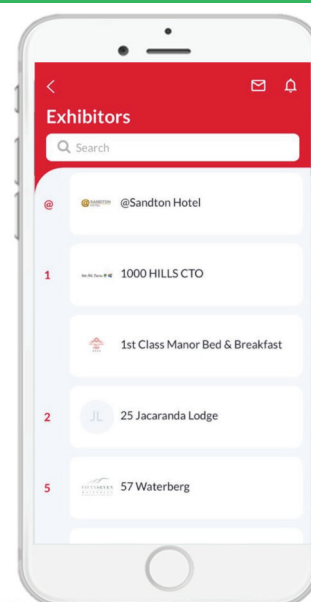 Exhibitors
Search
@
@Sandton Hotel
1
1000 HILLS CTO
1st Class Manor Bed & Breakfast
2
JL
25 Jacaranda Lodge
5
57 Waterberg